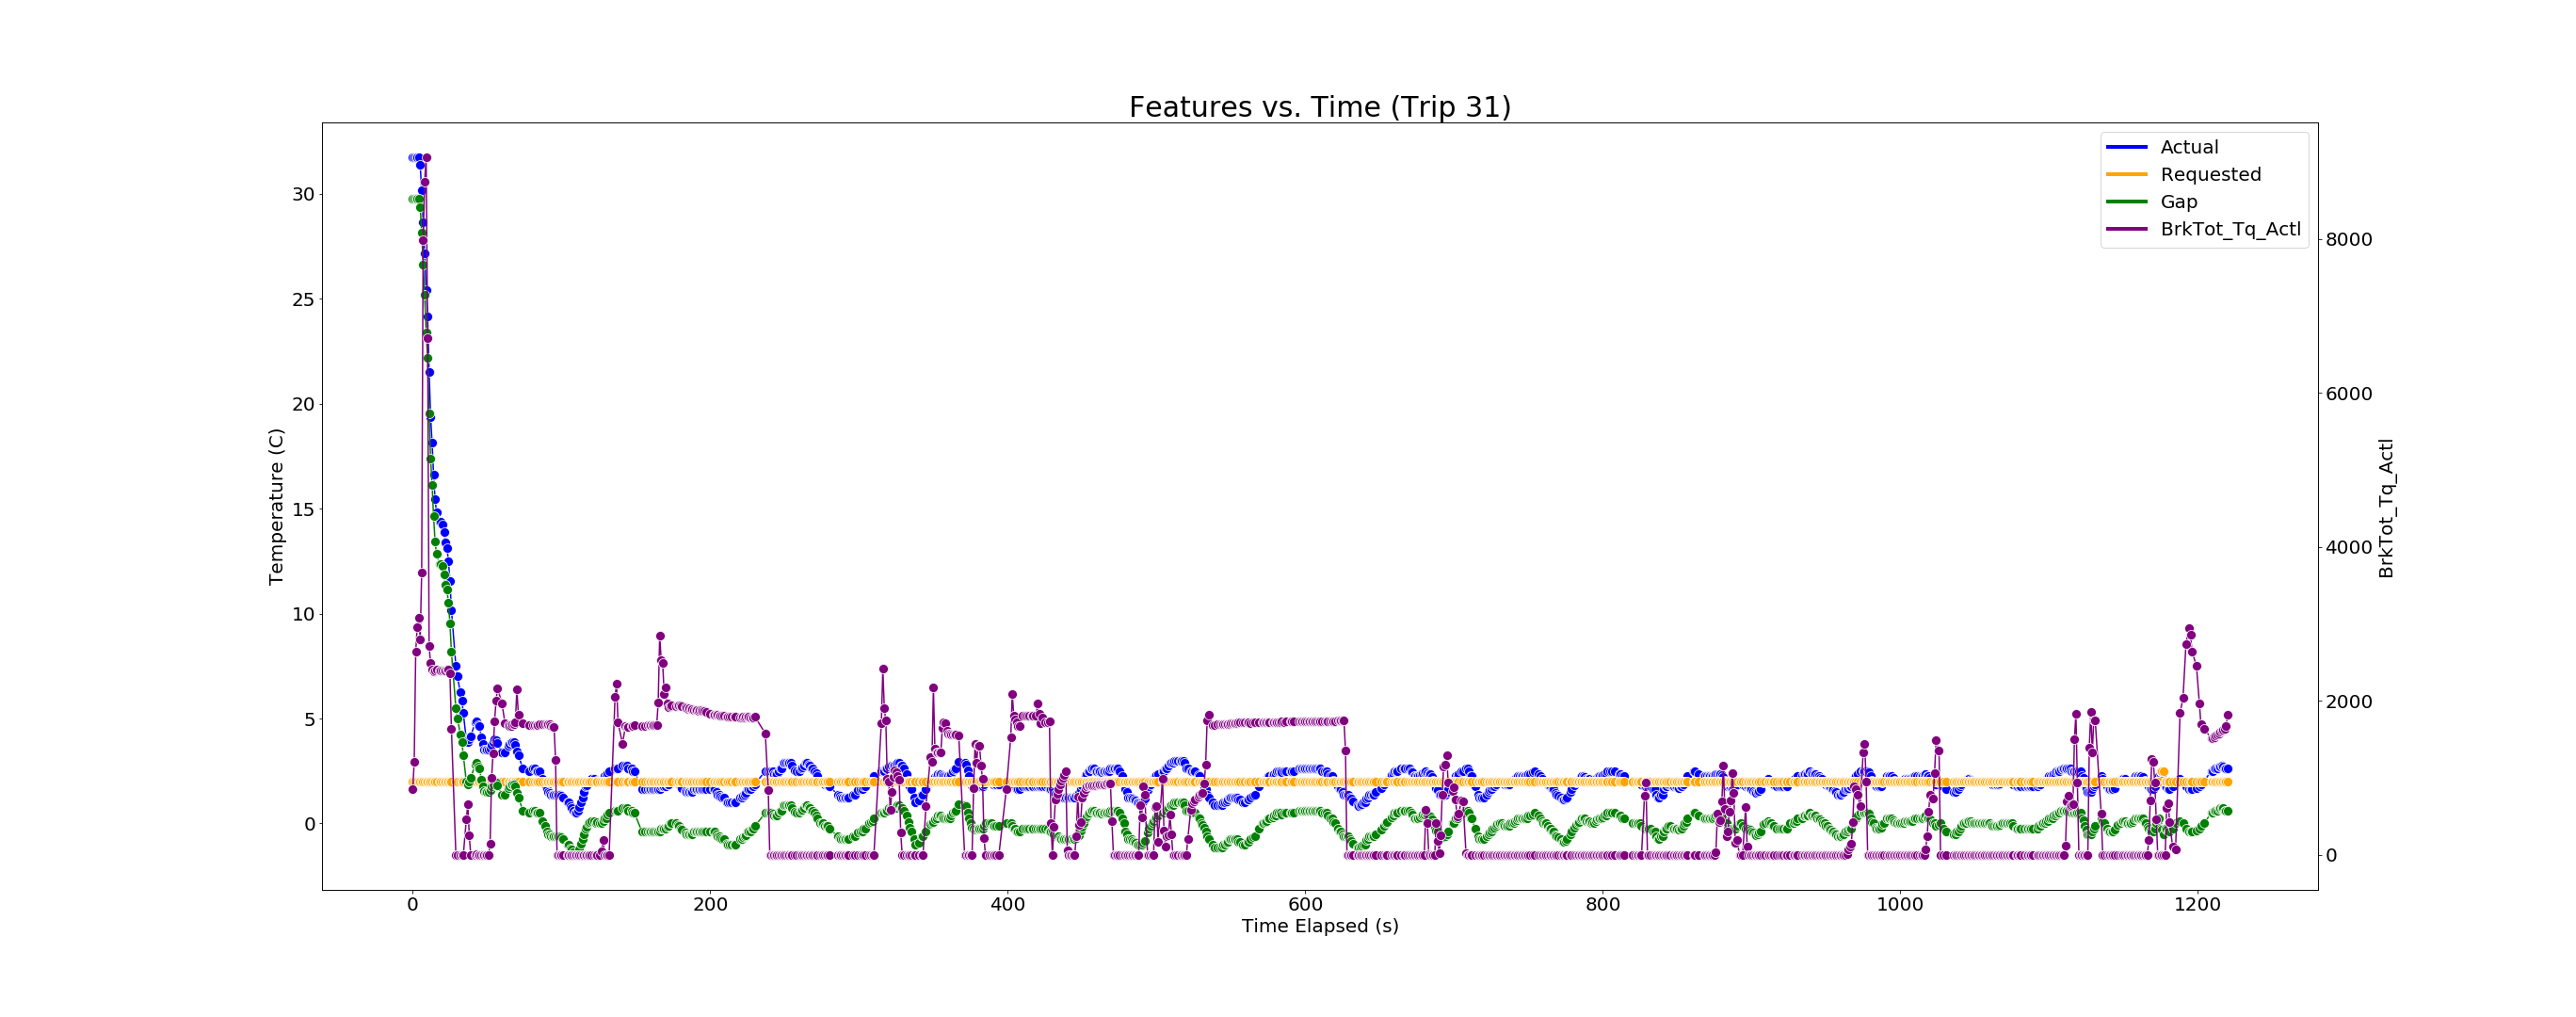 Features vs. Time (Trip 31)
Actual
Requested
Gap
BrkTot_Tq_Actl
30
25
20
15
10
5
0
Temperature (C)
8000
6000
4000
2000
0
BrkTot_Tq_Actl
0 200 400 600 800 1000 1200
Time Elapsed (s)